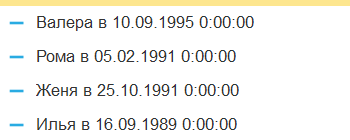 Валера в 10.09.1995 0:00:00
Рома в 05.02.1991 0:00:00
Женя в 25.10.1991 0:00:00
Илья в 16.09.1989 0:00:00